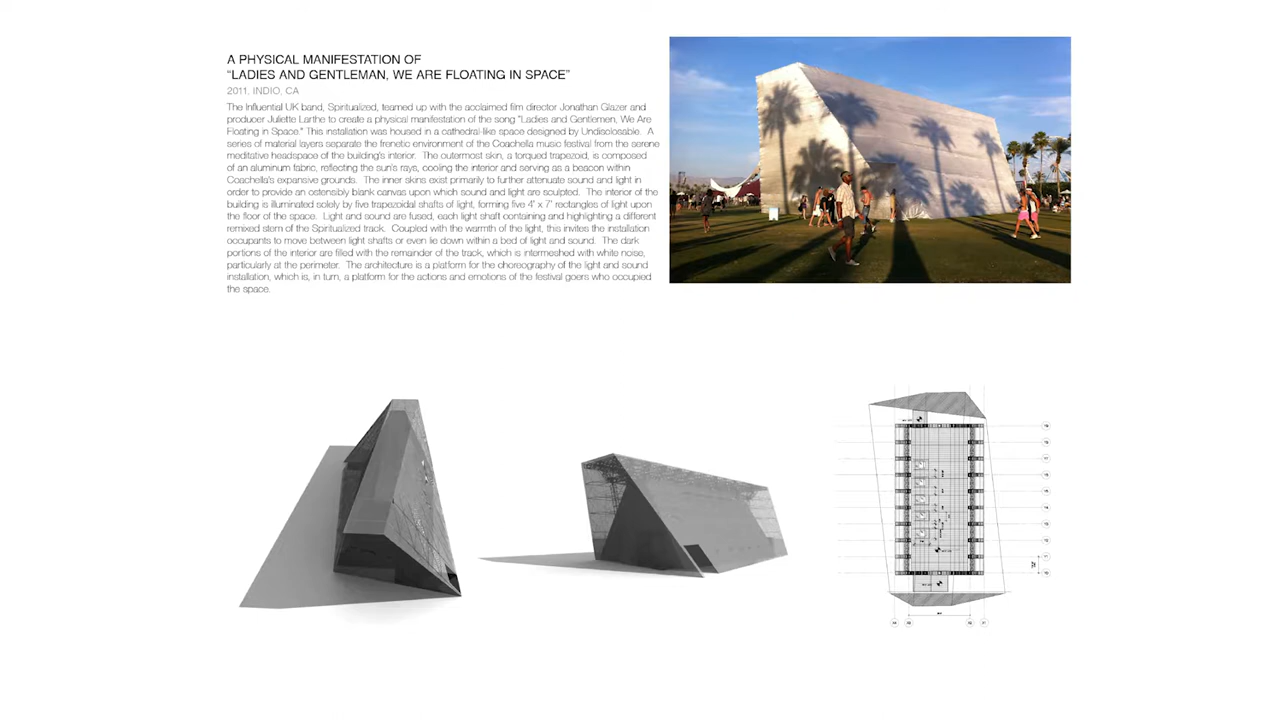 A PHYSICAL MANIFESTATION OF
“LADIES AND GENTLEMAN, WE ARE FLOATING IN SPACE”
2011, INDIO, CA
The Influential UK band, Spiritualized, teamed up with the acclaimed film director Jonathan Glazer and
producer Juliette Larthe to create a physical manifestation of the song "Ladies and Gentlemen, We Are
Floating in Space." This installation was housed in a cathedral-like space designed by Undisclosable. A
series of material layers separate the frenetic environment of the Coachella music festival from the serene
meditative headspace of the building's interior. The outermost skin, a torqued trapezoid, is composed
of an aluminum fabric, reflecting the sun's rays, cooling the interior and serving as a beacon within
Coachella's expansive grounds. The inner skins exist primarily to further attenuate sound and light in
order to provide an ostensibly blank canvas upon which sound and light are sculpted. The interior of the
building is illuminated solely by five trapezoidal shafts of light, forming five 4' x 7' rectangles of light upon
the floor of the space. Light and sound are fused, each light shaft containing and highlighting a different
remixed stem of the Spiritualized track. Coupled with the warmth of the light, this invites the installation
occupants to move between light shafts or even lie down within a bed of light and sound. The dark
portions of the interior are filled with the remainder of the track, which is intermeshed with white noise,
particularly at the perimeter. The architecture is a platform for the choreography of the light and sound
installation, which is, in turn, a platform for the actions and emotions of the festival goers who occupied
the space.